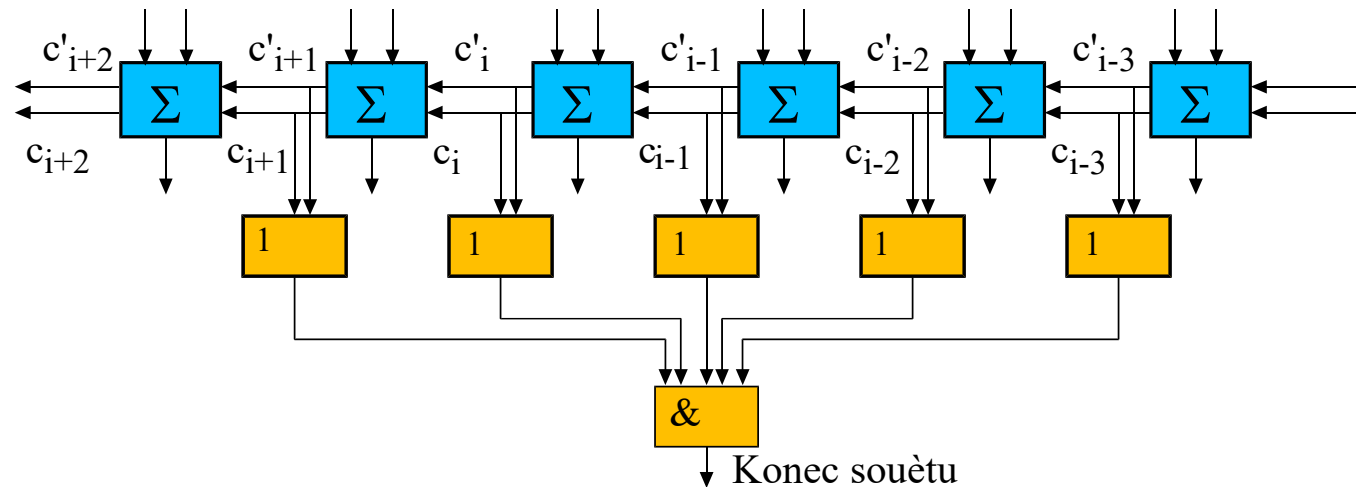 c'i+2 c'i+1 c'i c'i-1 c'i-2 c'i-3
Σ Σ Σ Σ Σ Σ
ci+2 ci+1 ci ci-1 ci-2 ci-3
1 1 1 1 1
&
Konec souètu